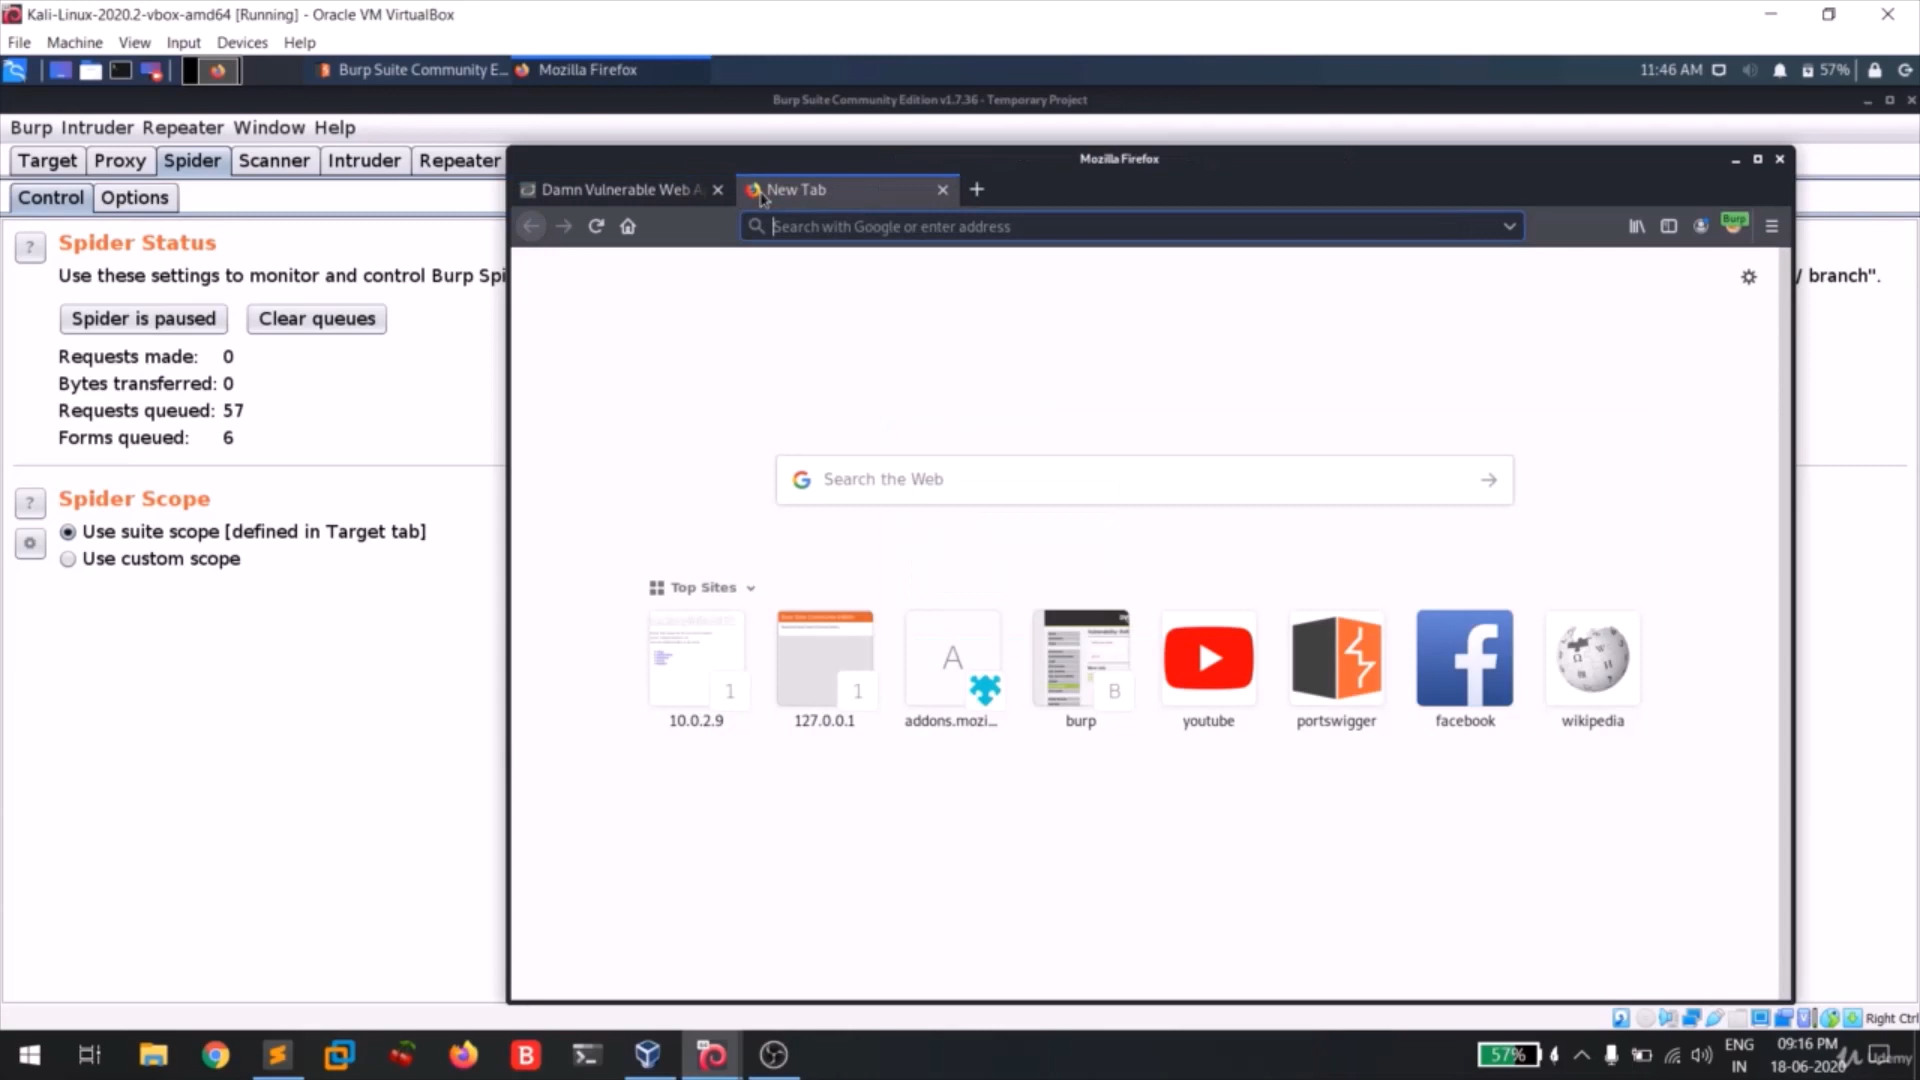 Kali-Linux-2020.2-vbox-amd64 [Running] - Oracle VM VirtualBox
File Machine View Input Devices Help
Burp Suite Community E... Mozilla Firefox 11:46 AM 57%
Burp Suite Community Edition v1.7.36 - Temporary Project
Burp Intruder Repeater Window Help
Target Proxy Spider Scanner Intruder Repeater
Mozilla Firefox
Control Options
Damn Vulnerable Web A New Tab
Search with Google or enter address
Burp
Spider Status
Use these settings to monitor and control Burp Spi
/ branch".
Spider is paused Clear queues
Requests made: 0
Bytes transferred: 0
Requests queued: 57
Forms queued: 6
? Spider Scope
Use suite scope [defined in Target tab]
Use custom scope
Search the Web
Top Sites
1 1 A B
10.0.2.9 127.0.0.1 addons.mozi... burp youtube portswigger facebook wikipedia
Right Ctrl
57% ENG IN 09:16 PM 18-06-2020
Udemy